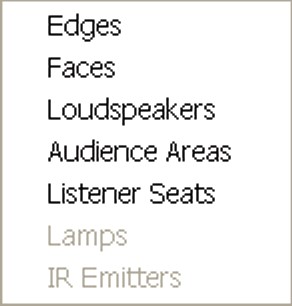 Edges
Faces
Loudspeakers
Audience Areas
Listener Seats
Lamps
IR Emitters